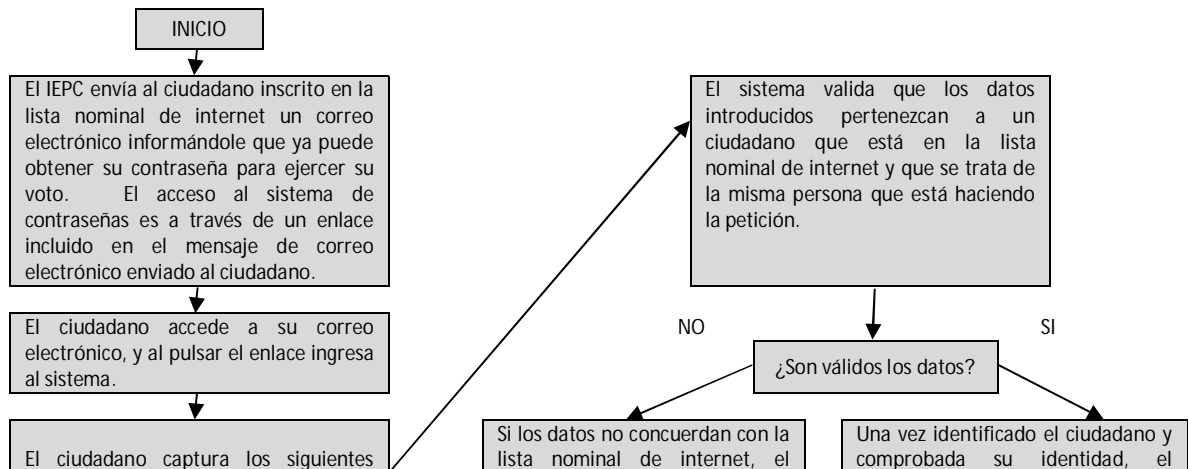 INICIO
El IEPC envía al ciudadano inscrito en la
lista nominal de internet un correo
electrónico informándole que ya puede
obtener su contraseña para ejercer su
voto. El acceso al sistema de
contraseñas es a través de un enlace
incluido en el mensaje de correo
electrónico enviado al ciudadano.
El ciudadano accede a su correo
electrónico, y al pulsar el enlace ingresa
al sistema.
El ciudadano captura los siguientes
El sistema valida que los datos
introducidos pertenezcan a un
ciudadano que está en la lista
nominal de internet y que se trata de
la misma persona que está haciendo
la petición.
NO
SI
¿Son válidos los datos?
Si los datos no concuerdan con la
lista nominal de internet, el
Una vez identificado el ciudadano y
comprobada su identidad, el